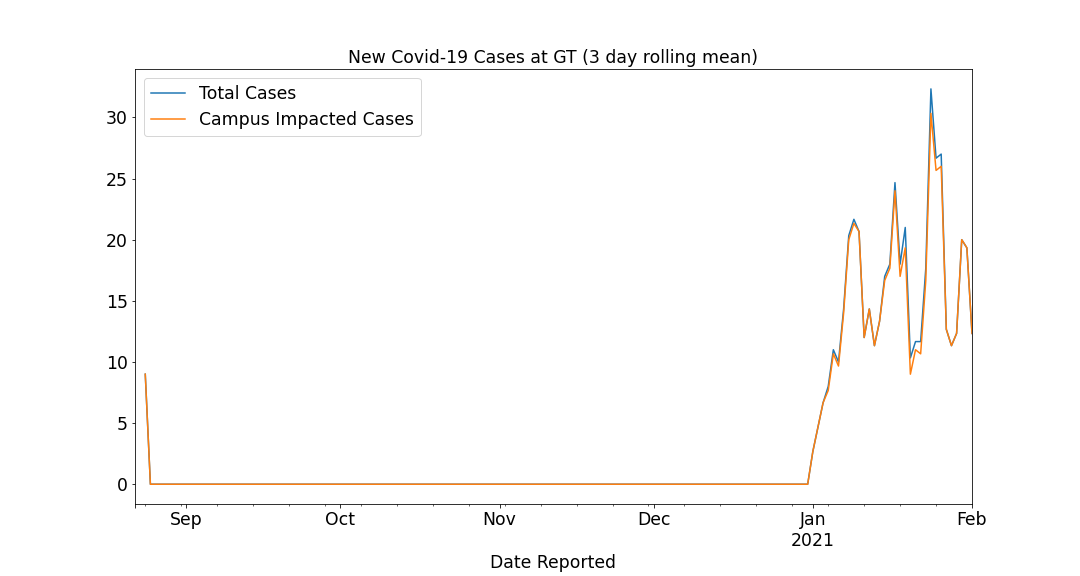 New Covid-19 Cases at GT (3 day rolling mean)
Total Cases
Campus Impacted Cases
30
25
20
15
10
5
0
Sep Oct Nov Dec Jan Feb
2021
Date Reported